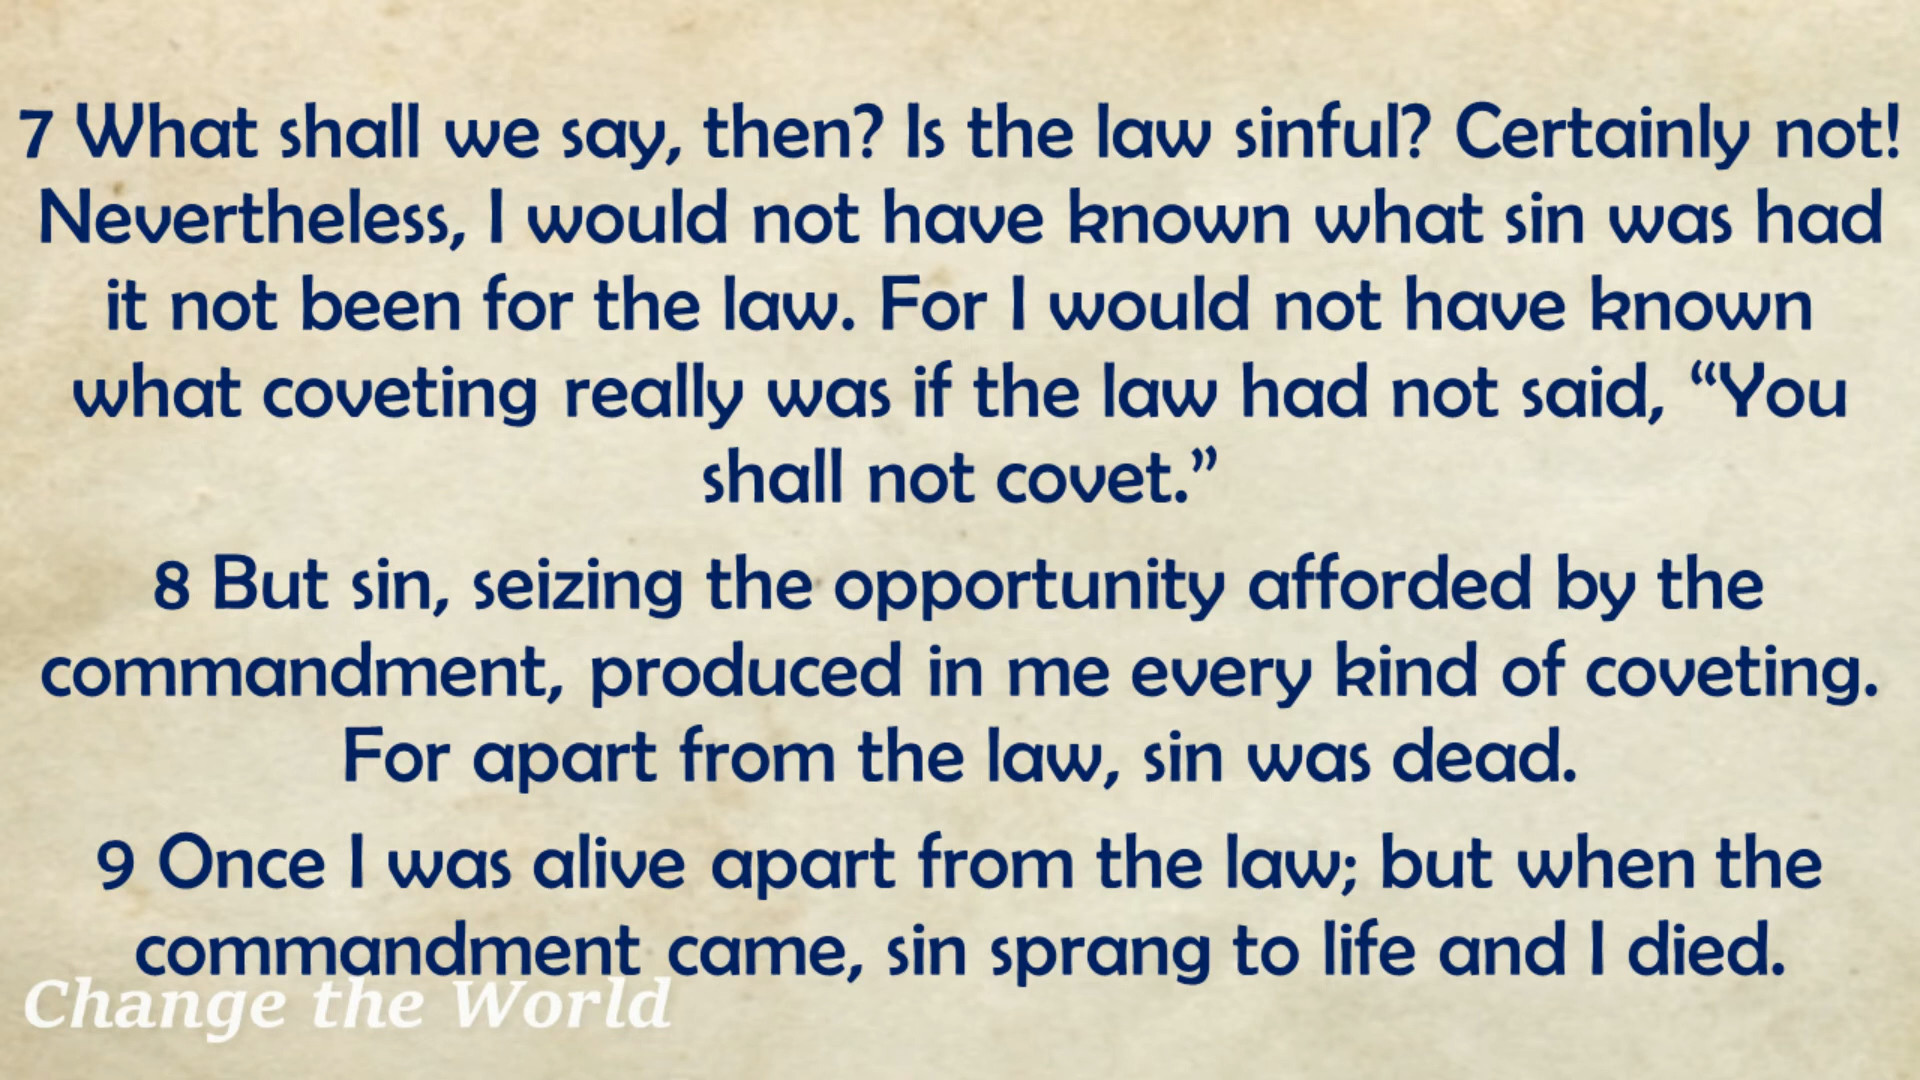 7 What shall we say, then? Is the law sinful? Certainly not!
Nevertheless, I would not have known what sin was had
it not been for the law. For I would not have known
what coveting really was if the law had not said, “You
shall not covet.”
8 But sin, seizing the opportunity afforded by the
commandment, produced in me every kind of coveting.
For apart from the law, sin was dead.
9 Once I was alive apart from the law; but when the
commandment came, sin sprang to life and I died.
Change the World